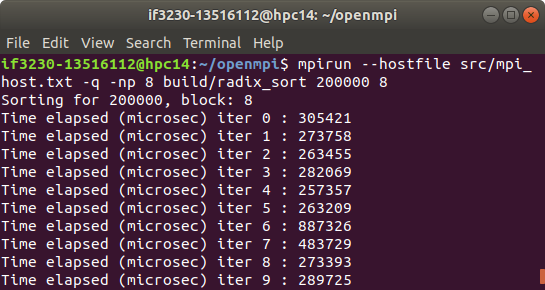 if3230-13516112@hpc14: ~/openmpi
File Edit View Search Terminal Help
if3230-13516112@hpc14:~/openmpi$ mpirun --hostfile src/mpi_
host.txt -q -np 8 build/radix_sort 200000 8
Sorting for 200000, block: 8
Time elapsed (microsec) iter 0 : 305421
Time elapsed (microsec) iter 1 : 273758
Time elapsed (microsec) iter 2 : 263455
Time elapsed (microsec) iter 3 : 282069
Time elapsed (microsec) iter 4 : 257357
Time elapsed (microsec) iter 5 : 263209
Time elapsed (microsec) iter 6 : 887326
Time elapsed (microsec) iter 7 : 483729
Time elapsed (microsec) iter 8 : 273393
Time elapsed (microsec) iter 9 : 289725